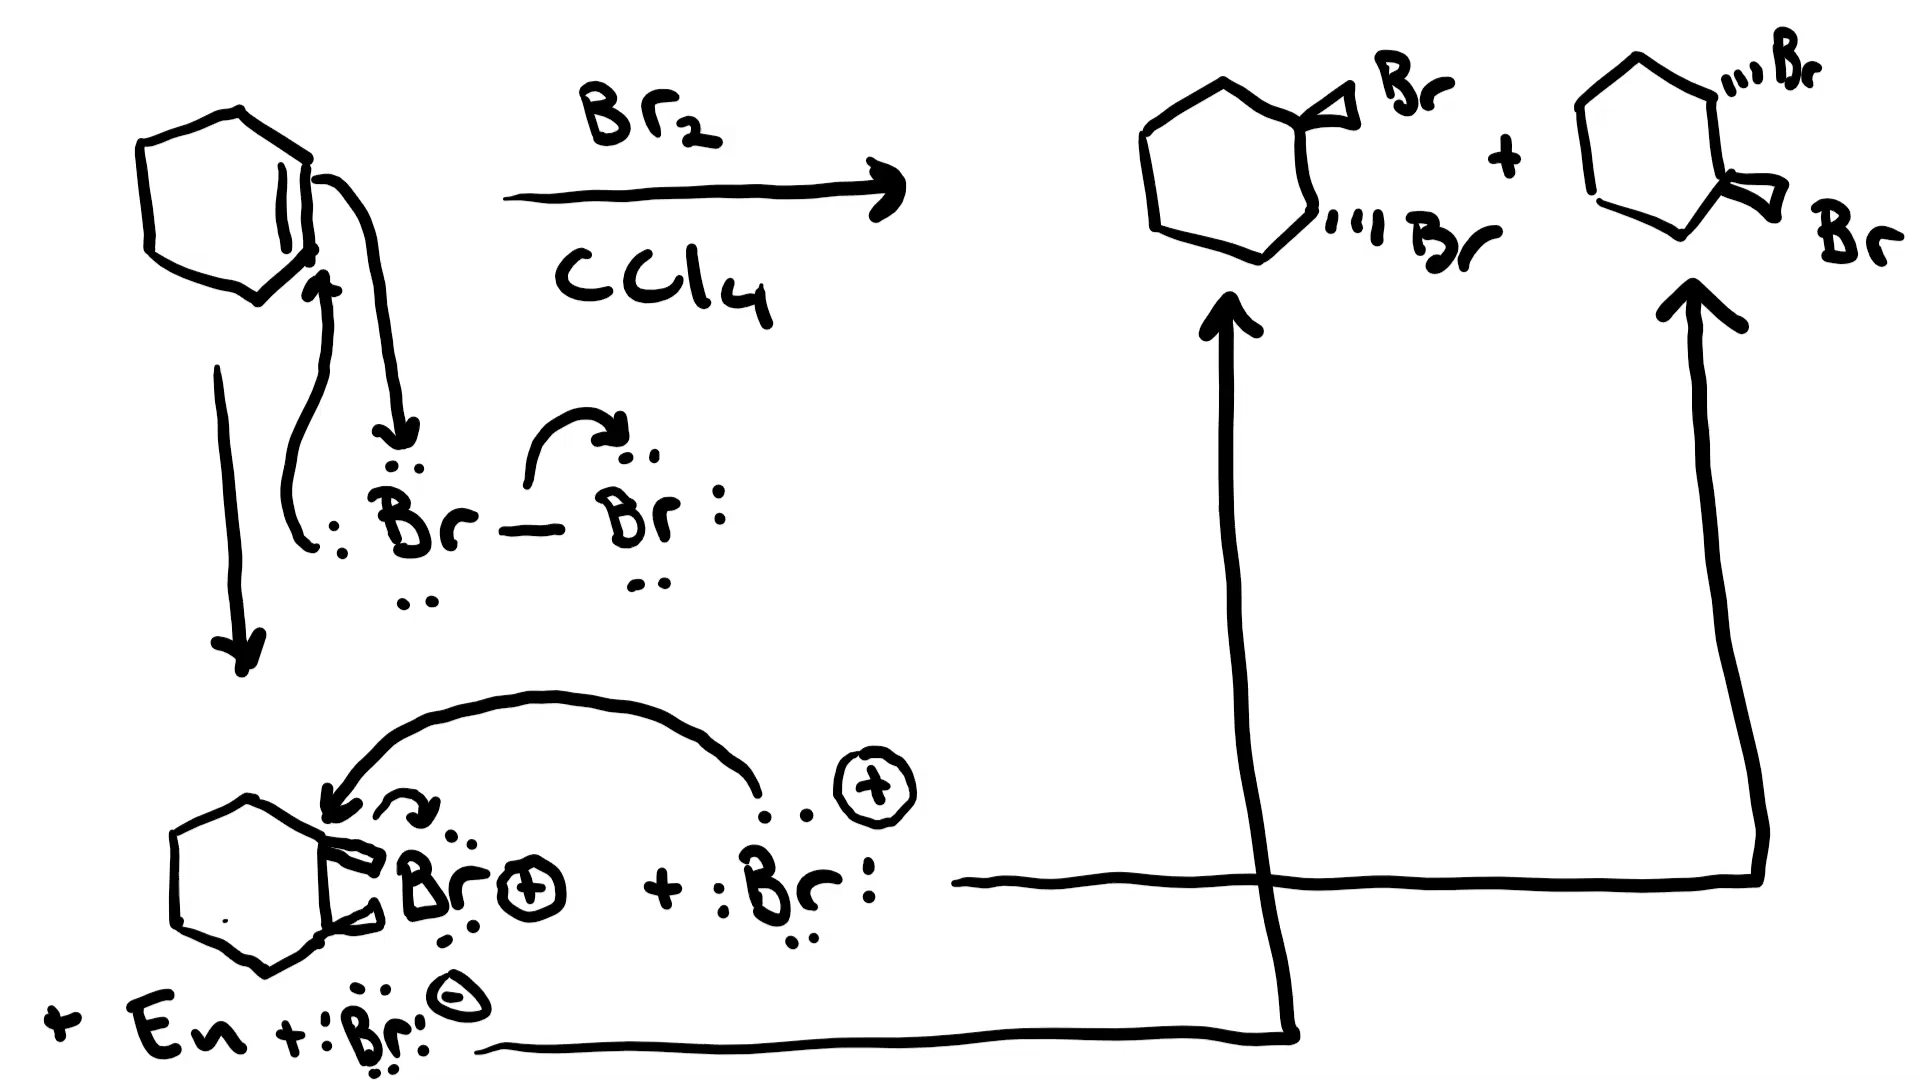 Br₂
CCl₄
Br
Br
+
Br
Br
:Br—Br:
Br ⊕ + :Br: ⊕
+ En + :Br: ⊖